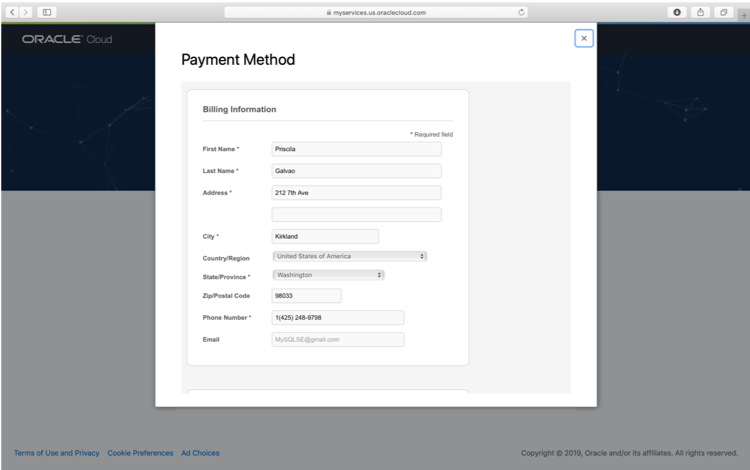 myservices.us.oraclecloud.com
ORACLE Cloud
Payment Method
Billing Information
* Required field
First Name * Priscila
Last Name * Galvao
Address * 212 7th Ave
City * Kirkland
Country/Region United States of America
State/Province * Washington
Zip/Postal Code 98033
Phone Number * 1(425) 248-9798
Email MySQLSE@gmail.com
Terms of Use and Privacy Cookie Preferences Ad Choices Copyright © 2019, Oracle and/or its affiliates. All rights reserved.